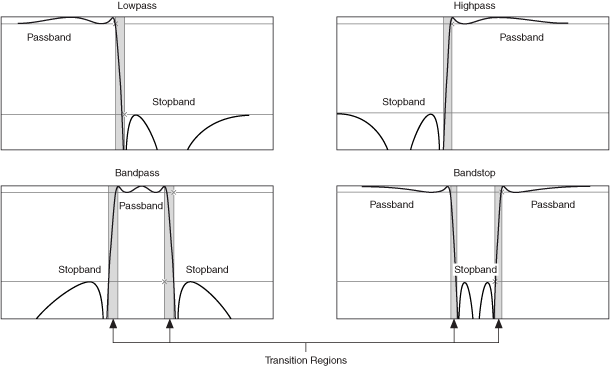 Lowpass
Highpass
Passband
Passband
Stopband
Stopband
Bandpass
Bandstop
Passband
Passband
Passband
Stopband
Stopband
Stopband
Transition Regions